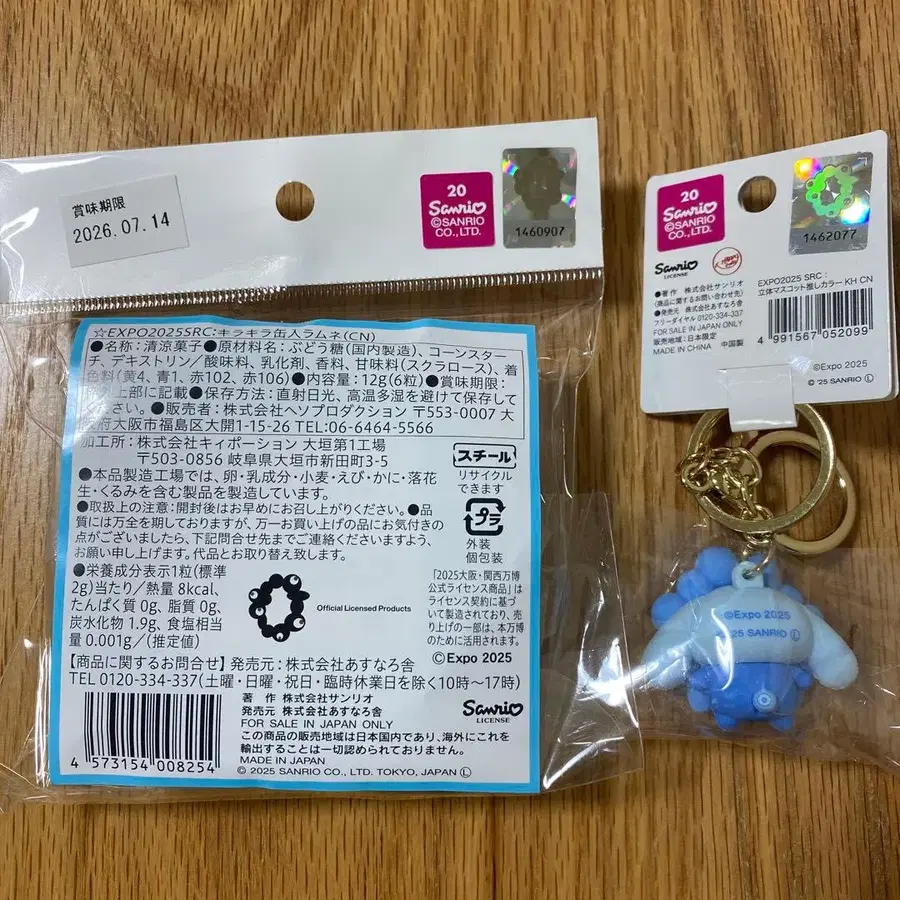 賞味期限
2026.07.14
20
Sanrio
©SANRIO
CO., LTD.
1460907
☆EXPO2025SRC:キラキラ缶入ラムネ(CN)
●名称:清涼菓子●原材料名:ぶどう糖(国内製造)、コーンスター
チ、デキストリン/酸味料、乳化剤、香料、甘味料(スクラロース)、着
色料(黄4、青1、赤102、赤106)●内容量:12g(6粒)●賞味期限:
上部に記載●保存方法:直射日光、高温多湿を避けて保存して
ださい。●販売者:株式会社ヘソプロダクション 〒553-0007 大
阪府大阪市福島区大開1-15-26 TEL:06-6464-5566
加工所:株式会社キィポーション 大垣第1工場
〒503-0856 岐阜県大垣市新田町3-5
●本品製造工場では、卵・乳成分・小麦・えび・かに・落花
生・くるみを含む製品を製造しています。
●取扱上の注意:開封後はお早めにお召し上がりください。●品
質には万全を期しておりますが、万一お買い上げの品にお気付きの
点がございましたら、下記問合せ先までご連絡くださいますよう、
お願い申し上げます。代品とお取り替え致します。
●栄養成分表示1粒(標準
2g)当たり/熱量 8kcal、
たんぱく質 0g、脂質 0g、
炭水化物 1.9g、食塩相当
量 0.001g/(推定値)
Official Licensed Products
スチール
リサイクル
できます
プラ
外装
個包装
「2025大阪・関西万博
公式ライセンス商品」は
ライセンス契約に基づ
いて製造されており、売
り上げの一部は、本万博
のために活用されます。
©Expo 2025
【商品に関するお問合せ】発売元:株式会社あすなろ舎
TEL 0120-334-337(土曜・日曜・祝日・臨時休業日を除く10時~17時)
著作 株式会社サンリオ
発売元 株式会社あすなろ舎
FOR SALE IN JAPAN ONLY
この商品の販売地域は日本国内であり、海外にこれを
輸出することは一切認められておりません。
MADE IN JAPAN
© 2025 SANRIO CO., LTD. TOKYO, JAPAN Ⓛ
Sanrio
LICENSE
4573154008254
20
Sanrio
©SANRIO
CO., LTD.
1462077
Sanrio
LICENSE
●著作 株式会社サンリオ
(商品に関するお問い合わせ先)
●発売元 株式会社あすなろ舎
フリーダイヤル 0120-334-337
FOR SALE IN JAPAN ONLY
販売地域:日本限定
MADE IN CHINA 中国製
EXPO2025 SRC:
立体マスコット推しカラー KH CN
4991567052099
©Expo 2025
© '25 SANRIO Ⓛ
©Expo 2025
25 SANRIO Ⓛ